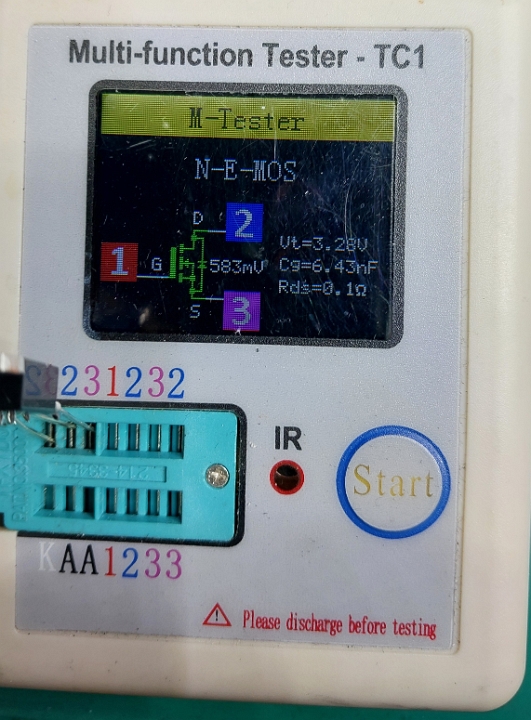 Multi-function Tester - TC1
M-Tester
N-E-MOS
D
2
1
G
583mV
Vt=3.28V
Cg=6.43nF
Rds=0.1Ω
S
3
231232
IR
Start
KAA1233
Please discharge before testing